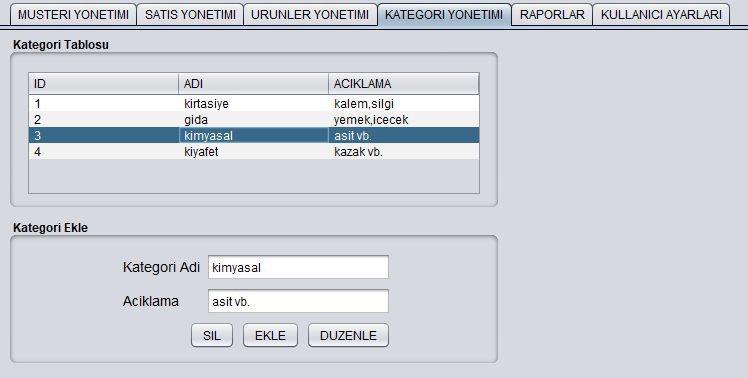 MUSTERI YONETIMI SATIS YONETIMI URUNLER YONETIMI KATEGORI YONETIMI RAPORLAR KULLANICI AYARLARI
Kategori Tablosu
ID ADI ACIKLAMA
1 kirtasiye kalem,silgi
2 gida yemek,icecek
3 kimyasal asit vb.
4 kiyafet kazak vb.
Kategori Ekle
Kategori Adi kimyasal
Aciklama asit vb.
SIL EKLE DUZENLE